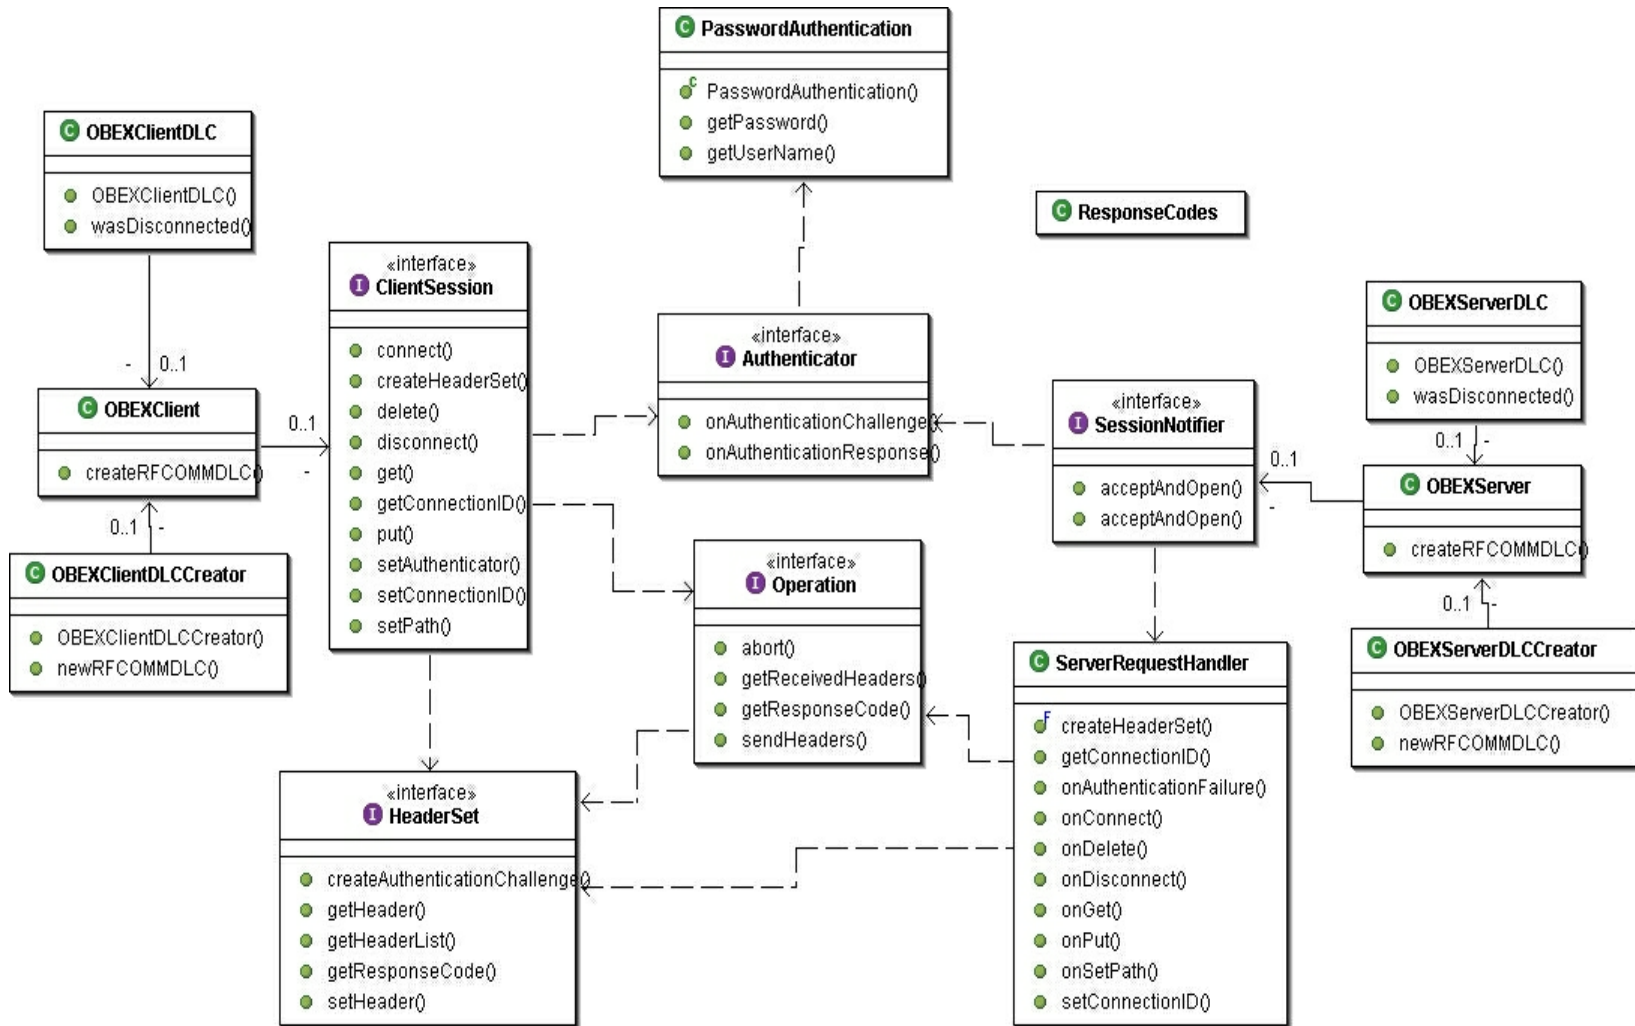 C PasswordAuthentication
C PasswordAuthentication()
getPassword()
getUserName()
C OBEXClientDLC
OBEXClientDLC()
wasDisconnected()
C ResponseCodes
«interface»
I ClientSession
connect()
createHeaderSet()
delete()
disconnect()
get()
getConnectionID()
put()
setAuthenticator()
setConnectionID()
setPath()
- 0..1
C OBEXClient
createRFCOMMDLC()
0..1
-
0..1 -
C OBEXClientDLCCreator
OBEXClientDLCCreator()
newRFCOMMDLC()
«interface»
I Authenticator
onAuthenticationChallenge()
onAuthenticationResponse()
«interface»
I SessionNotifier
acceptAndOpen()
acceptAndOpen()
C OBEXServerDLC
OBEXServerDLC()
wasDisconnected()
0..1 -
0..1
-
C OBEXServer
createRFCOMMDLC()
0..1 -
C OBEXServerDLCCreator
OBEXServerDLCCreator()
newRFCOMMDLC()
«interface»
I Operation
abort()
getReceivedHeaders()
getResponseCode()
sendHeaders()
C ServerRequestHandler
F createHeaderSet()
getConnectionID()
onAuthenticationFailure()
onConnect()
onDelete()
onDisconnect()
onGet()
onPut()
onSetPath()
setConnectionID()
«interface»
I HeaderSet
createAuthenticationChallenge()
getHeader()
getHeaderList()
getResponseCode()
setHeader()